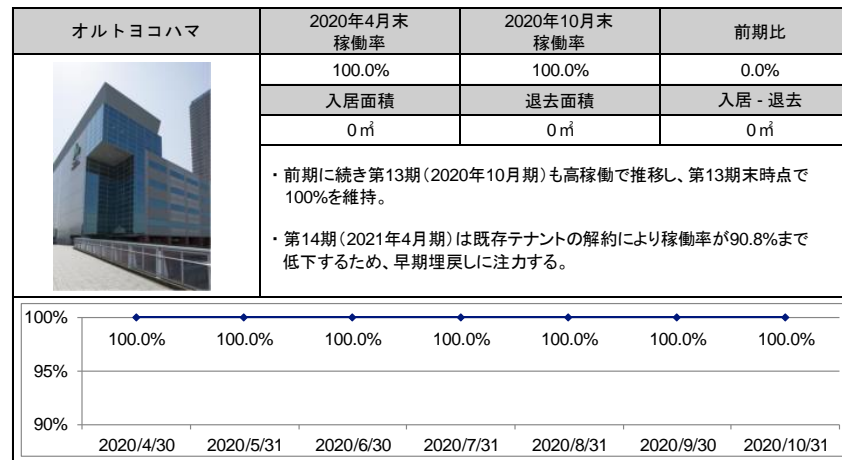 オルトヨコハマ
2020年4月末
稼働率
2020年10月末
稼働率
前期比
100.0%
100.0%
0.0%
入居面積
退去面積
入居 - 退去
0㎡
0㎡
0㎡
・前期に続き第13期(2020年10月期)も高稼働で推移し、第13期末時点で
100%を維持。
・第14期(2021年4月期)は既存テナントの解約により稼働率が90.8%まで
低下するため、早期埋戻しに注力する。
100%
100.0%
100.0%
100.0%
100.0%
100.0%
100.0%
100.0%
95%
90%
2020/4/30
2020/5/31
2020/6/30
2020/7/31
2020/8/31
2020/9/30
2020/10/31